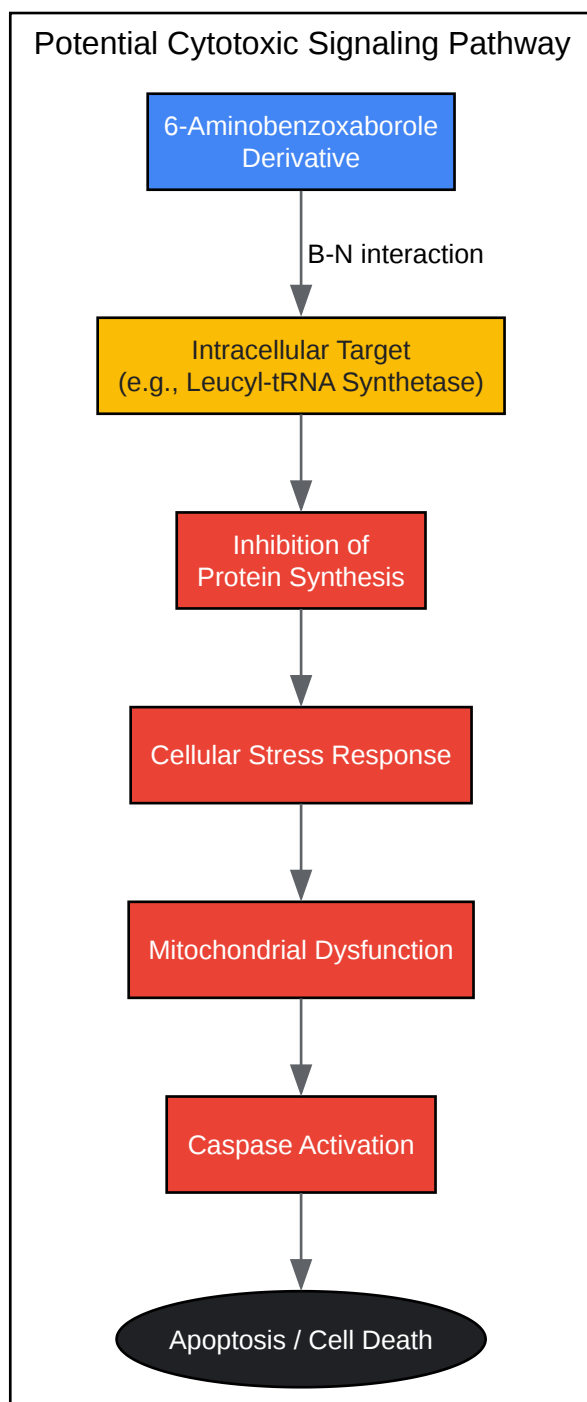 Potential Cytotoxic Signaling Pathway
6-Aminobenzoxaborole
Derivative
B-N interaction
Intracellular Target
(e.g., Leucyl-tRNA Synthetase)
Inhibition of
Protein Synthesis
Cellular Stress Response
Mitochondrial Dysfunction
Caspase Activation
Apoptosis / Cell Death